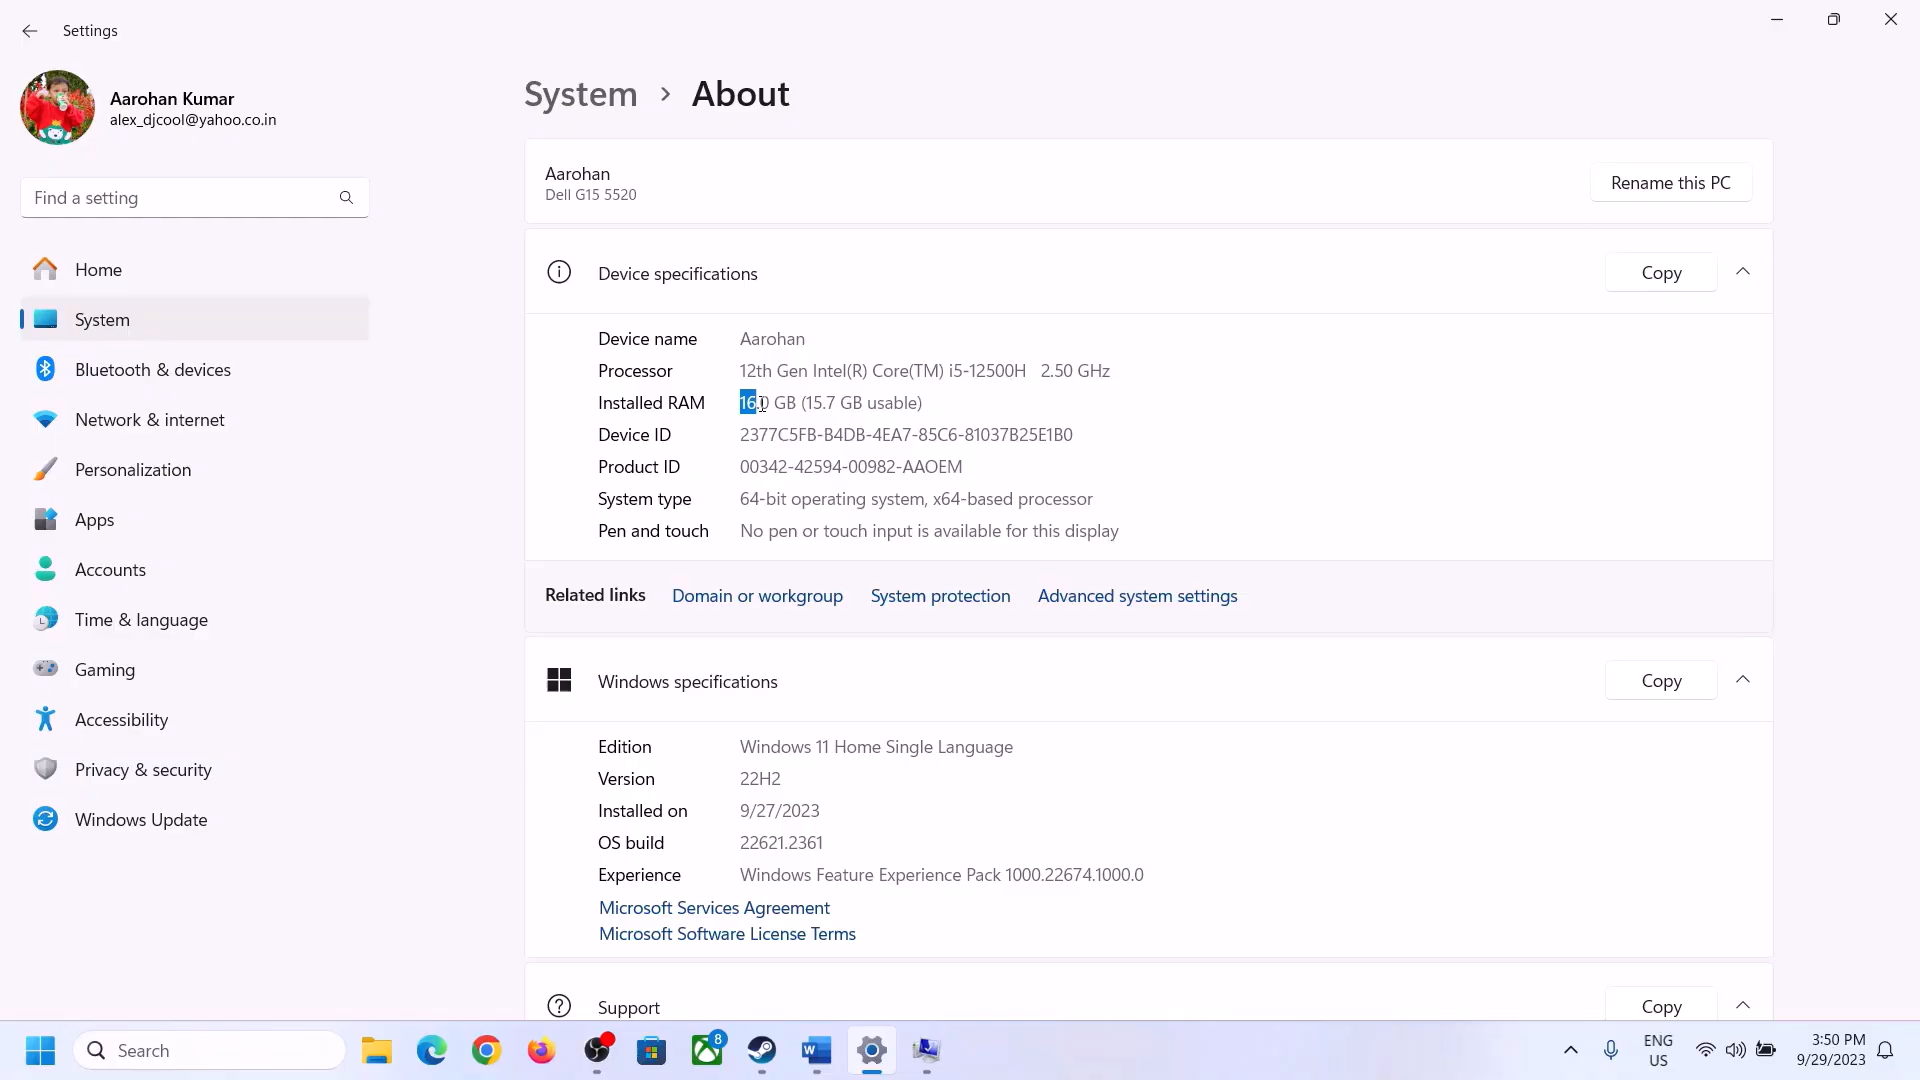 Settings
Aarohan Kumar
alex_djcool@yahoo.co.in
Find a setting
Home
System
Bluetooth & devices
Network & internet
Personalization
Apps
Accounts
Time & language
Gaming
Accessibility
Privacy & security
Windows Update
System > About
Aarohan
Dell G15 5520
Rename this PC
Device specifications
Copy
Device name Aarohan
Processor 12th Gen Intel(R) Core(TM) i5-12500H 2.50 GHz
Installed RAM 16.0 GB (15.7 GB usable)
Device ID 2377C5FB-B4DB-4EA7-85C6-81037B25E1B0
Product ID 00342-42594-00982-AAOEM
System type 64-bit operating system, x64-based processor
Pen and touch No pen or touch input is available for this display
Related links Domain or workgroup System protection Advanced system settings
Windows specifications
Copy
Edition Windows 11 Home Single Language
Version 22H2
Installed on 9/27/2023
OS build 22621.2361
Experience Windows Feature Experience Pack 1000.22674.1000.0
Microsoft Services Agreement
Microsoft Software License Terms
Support
Copy
Search
8
W
ENG
US
3:50 PM
9/29/2023